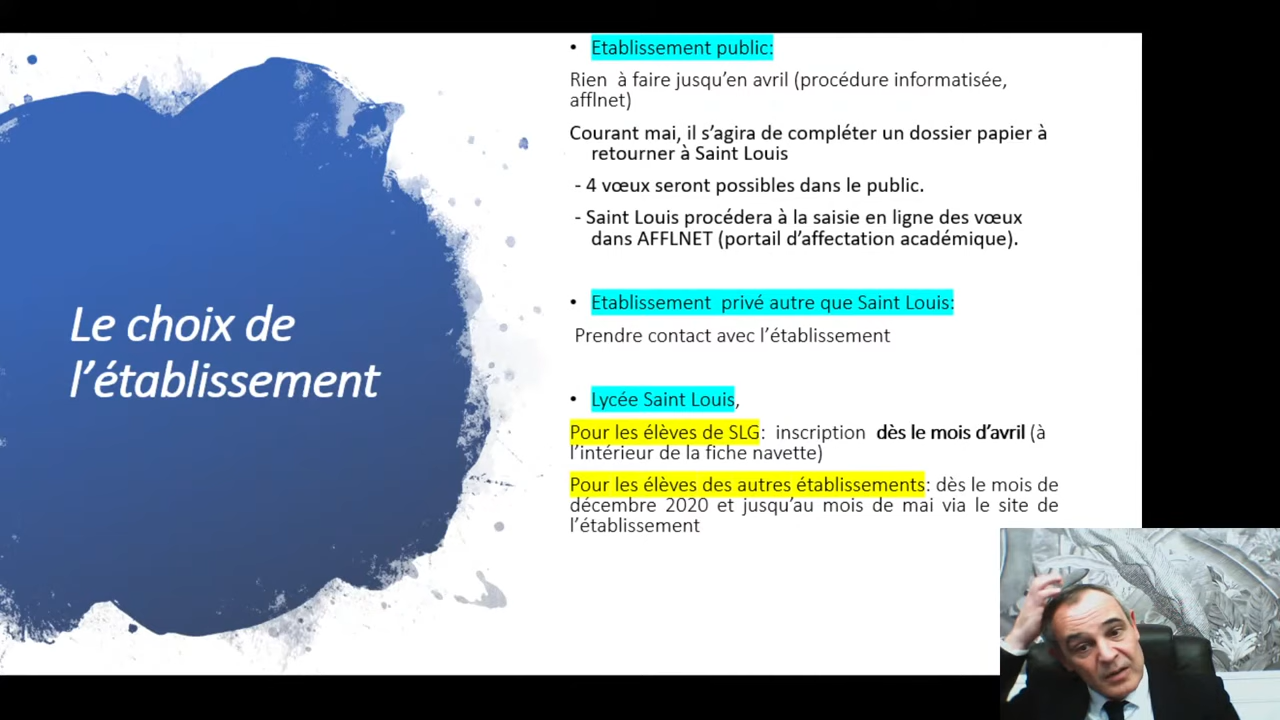 Le choix de
l’établissement
• Etablissement public:
Rien à faire jusqu’en avril (procédure informatisée,
afflnet)
Courant mai, il s’agira de compléter un dossier papier à
retourner à Saint Louis
- 4 vœux seront possibles dans le public.
- Saint Louis procédera à la saisie en ligne des vœux
dans AFFLNET (portail d’affectation académique).
• Etablissement privé autre que Saint Louis:
Prendre contact avec l’établissement
• Lycée Saint Louis,
Pour les élèves de SLG: inscription dès le mois d’avril (à
l’intérieur de la fiche navette)
Pour les élèves des autres établissements: dès le mois de
décembre 2020 et jusqu’au mois de mai via le site de
l’établissement